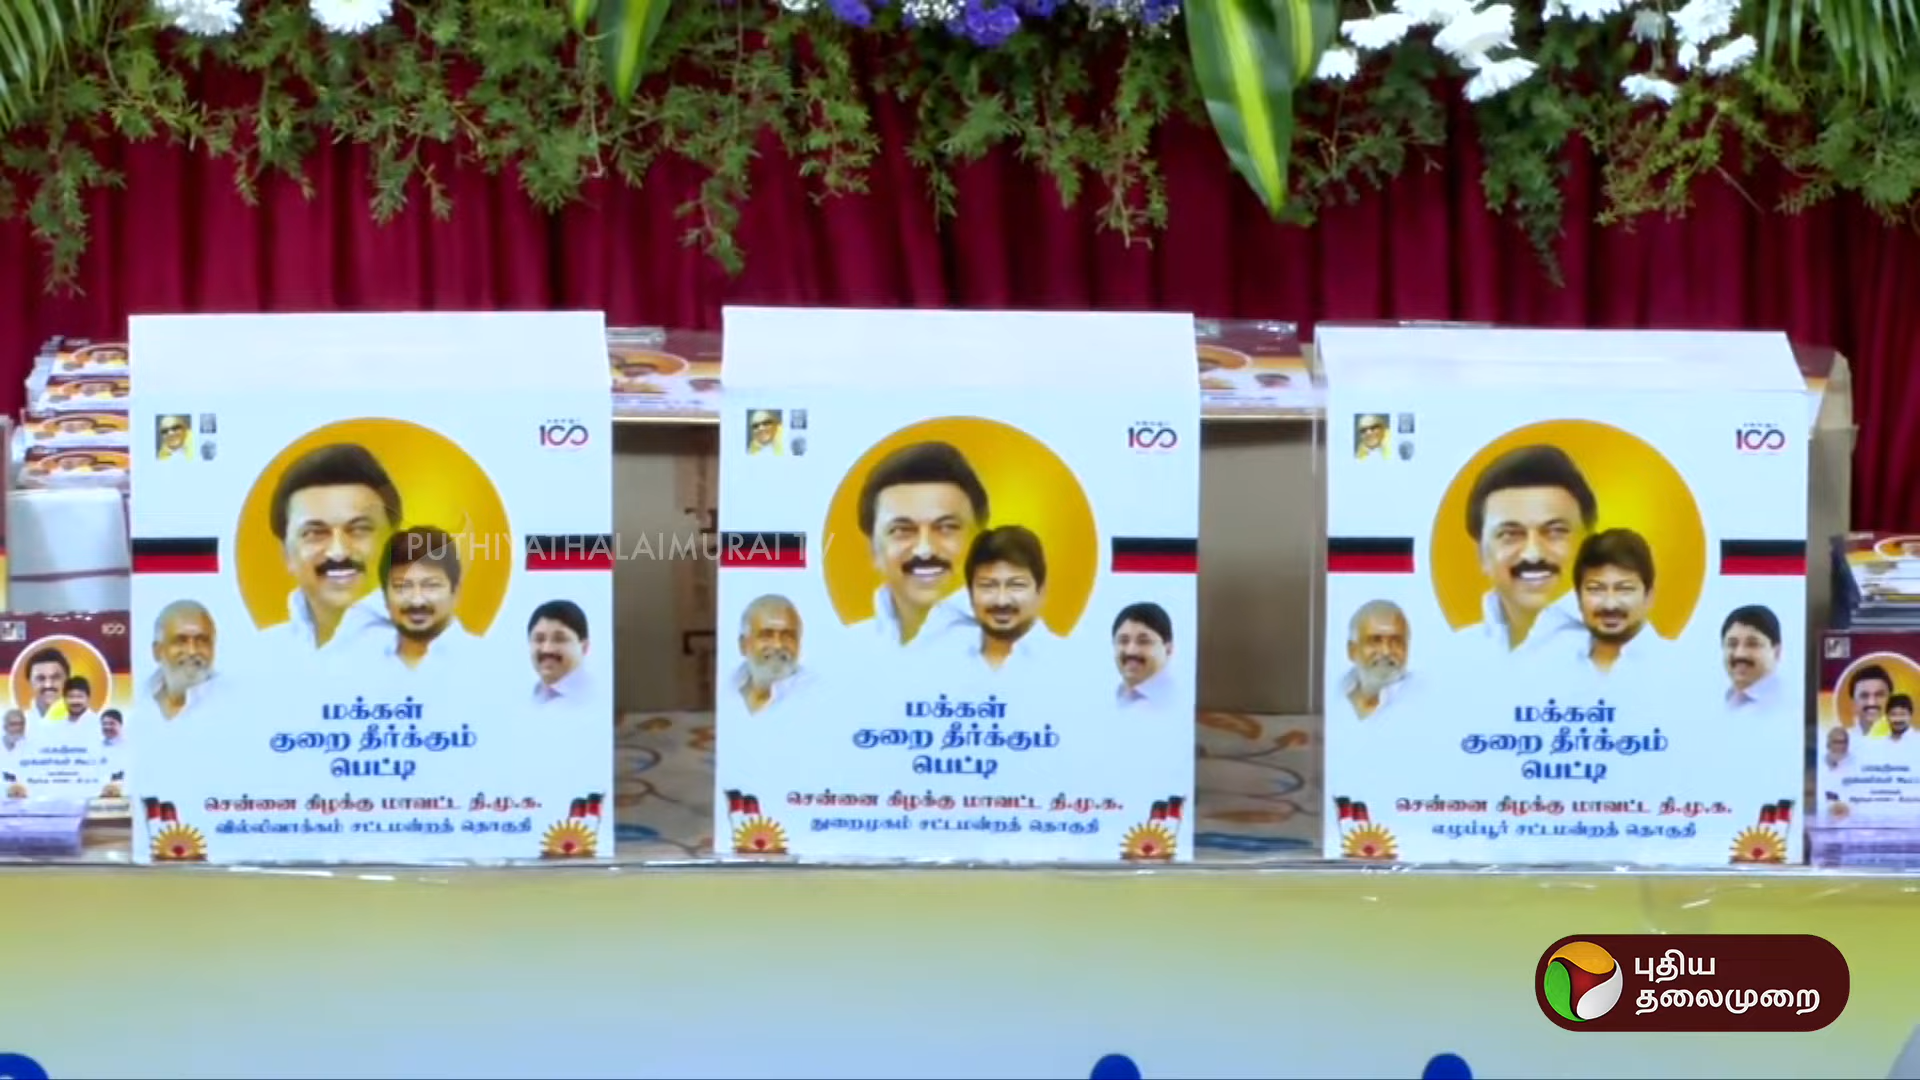 PUTHIYATHALAIMURAI TV
100
மக்கள்
குறை தீர்க்கும்
பெட்டி
சென்னை கிழக்கு மாவட்ட தி.மு.க.
வில்லிவாக்கம் சட்டமன்றத் தொகுதி
100
மக்கள்
குறை தீர்க்கும்
பெட்டி
சென்னை கிழக்கு மாவட்ட தி.மு.க.
துறைமுகம் சட்டமன்றத் தொகுதி
100
மக்கள்
குறை தீர்க்கும்
பெட்டி
சென்னை கிழக்கு மாவட்ட தி.மு.க.
எழும்பூர் சட்டமன்றத் தொகுதி
புதிய
தலைமுறை